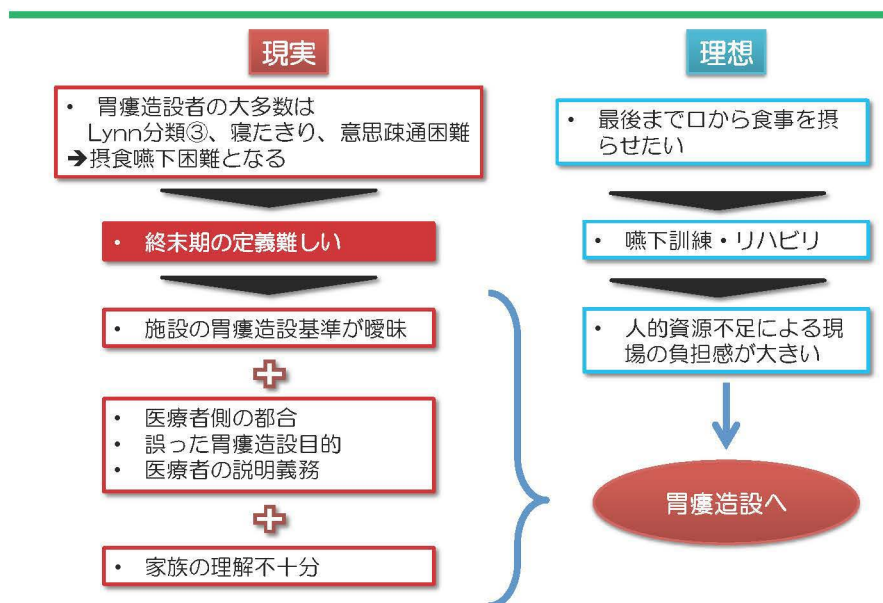 現実
・ 胃瘻造設者の大多数は
Lynn分類③、寝たきり、意思疎通困難
➔摂食嚥下困難となる
・ 終末期の定義難しい
・ 施設の胃瘻造設基準が曖昧
・ 医療者側の都合
・ 誤った胃瘻造設目的
・ 医療者の説明義務
・ 家族の理解不十分
理想
・ 最後まで口から食事を摂
らせたい
・ 嚥下訓練・リハビリ
・ 人的資源不足による現
場の負担感が大きい
胃瘻造設へ